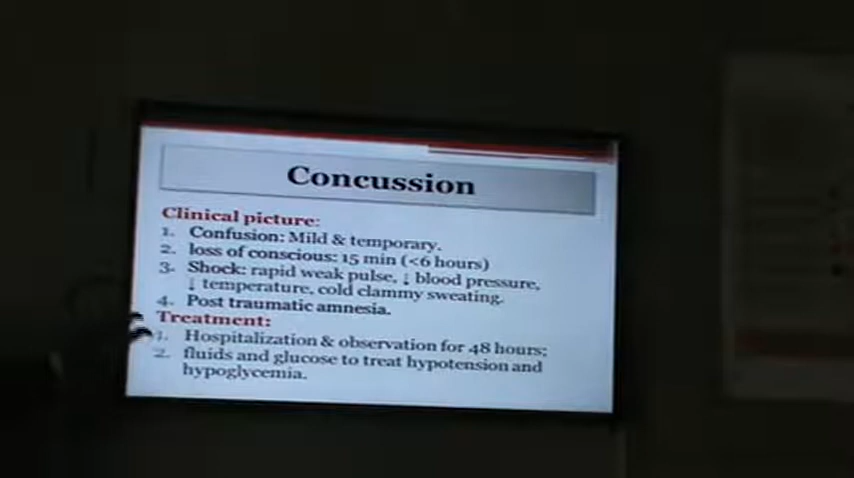 Concussion
Clinical picture:
1. Confusion: Mild & temporary.
2. loss of conscious: 15 min (<6 hours)
3. Shock: rapid weak pulse, ↓ blood pressure,
↓ temperature, cold clammy sweating.
4. Post traumatic amnesia.
Treatment:
1. Hospitalization & observation for 48 hours;
2. fluids and glucose to treat hypotension and
hypoglycemia.